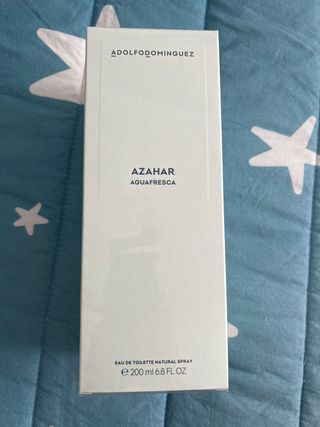 ADOLFODOMINGUEZ
AZAHAR
AGUAFRESCA
EAU DE TOILETTE NATURAL SPRAY
℮ 200 ml 6.8 FL OZ